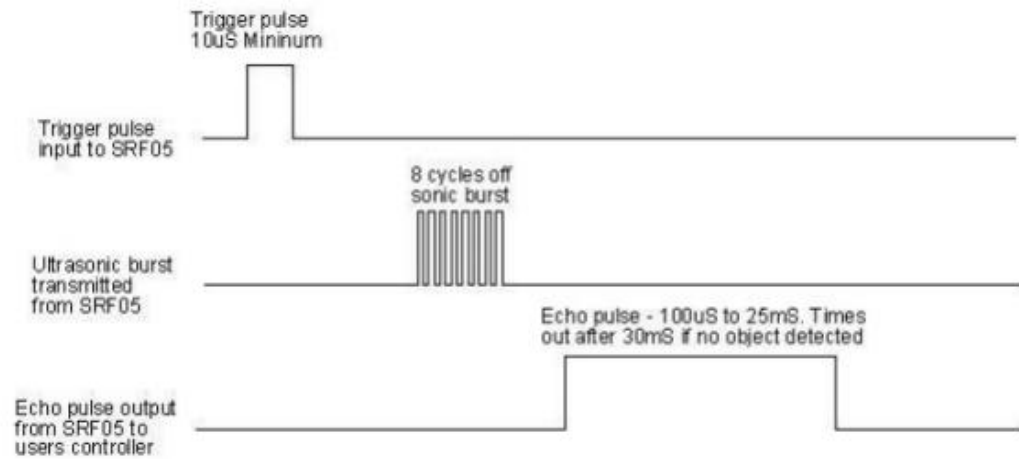 Trigger pulse
10uS Mininum
Trigger pulse
input to SRF05
8 cycles off
sonic burst
Ultrasonic burst
transmitted
from SRF05
Echo pulse - 100uS to 25mS. Times
out after 30mS if no object detected
Echo pulse output
from SRF05 to
users controller